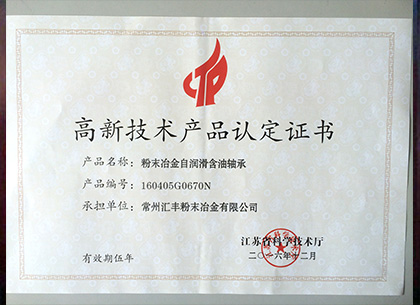 CTP
高新技术产品认定证书
产品名称：粉末冶金自润滑含油轴承
产品编号：160405G0670N
承担单位：常州汇丰粉末冶金有限公司
江苏省科学技术厅
有效期伍年
二〇一六年十二月